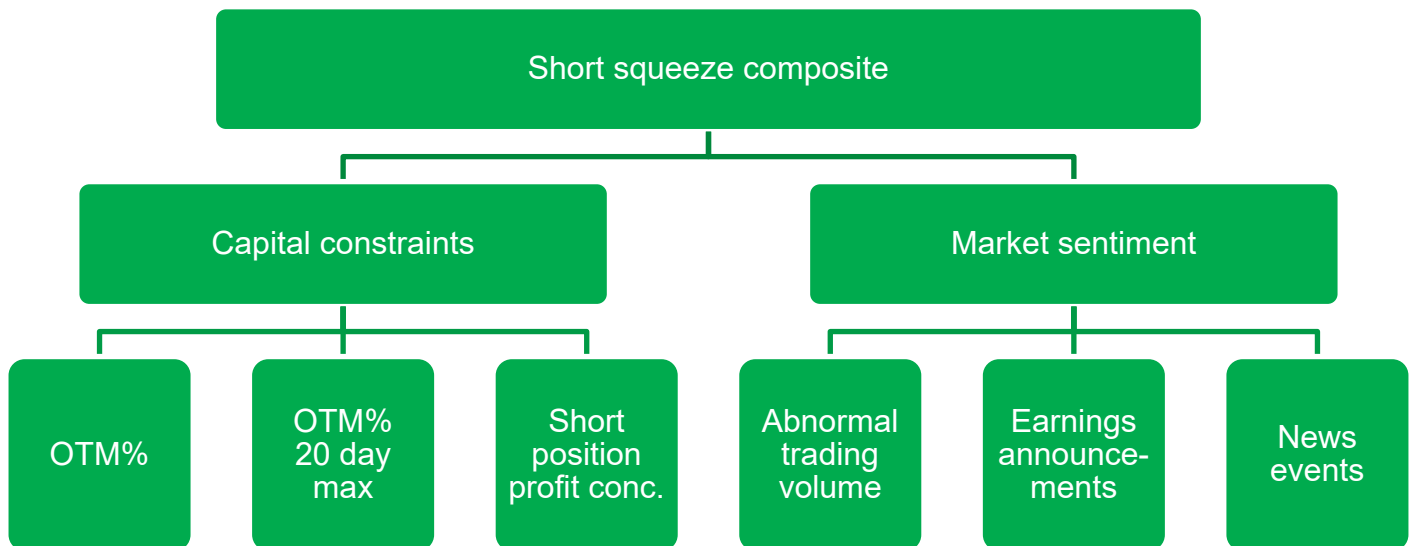 Short squeeze composite
Capital constraints
Market sentiment
OTM%
OTM%
20 day
max
Short
position
profit conc.
Abnormal
trading
volume
Earnings
announce-
ments
News
events